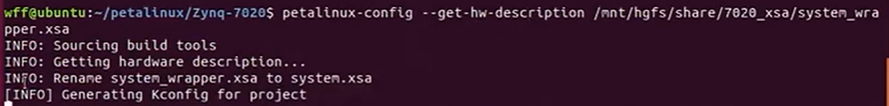 wff@ubuntu:~/petalinux/Zynq-7020$ petalinux-config --get-hw-description /mnt/hgfs/share/7020_xsa/system_wra
pper.xsa
INFO: Sourcing build tools
INFO: Getting hardware description...
INFO: Rename system_wrapper.xsa to system.xsa
[INFO] Generating Kconfig for project